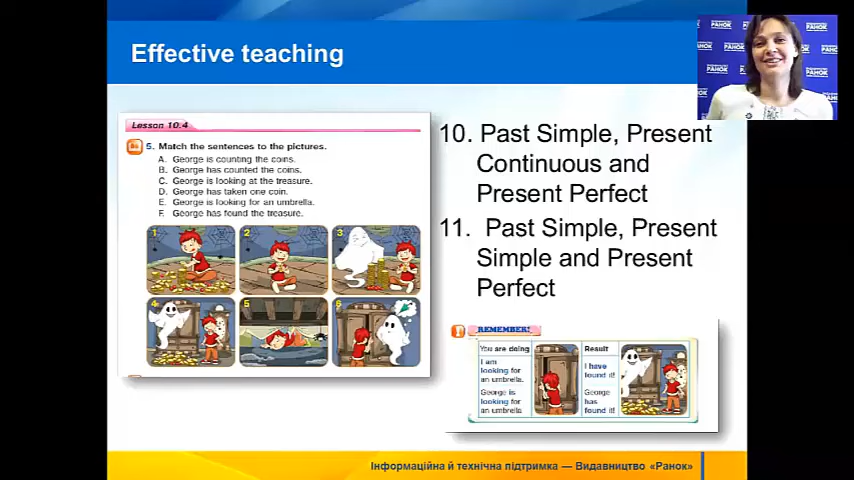 Effective teaching
Lesson 10.4
5. Match the sentences to the pictures.
A. George is counting the coins.
B. George has counted the coins.
C. George is looking at the treasure.
D. George has taken one coin.
E. George is looking for an umbrella.
F. George has found the treasure.
1
2
3
4
5
6
10. Past Simple, Present
Continuous and
Present Perfect
11. Past Simple, Present
Simple and Present
Perfect
REMEMBER!
You are doing
Result
I am
looking for
an umbrella.
I have
found it!
George is
looking for
an umbrella
George
has
found it!
Інформаційна й технічна підтримка — Видавництво «Ранок»
РАНОК
РАНОК
РАНОК